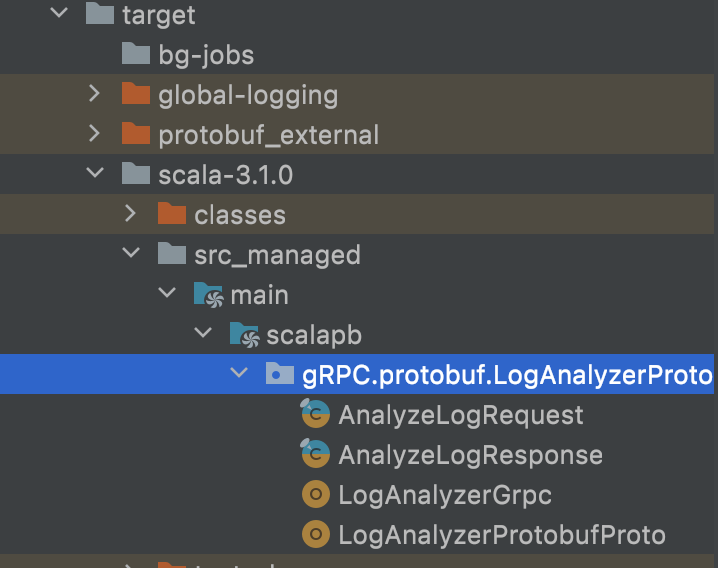 target
bg-jobs
global-logging
protobuf_external
scala-3.1.0
classes
src_managed
main
scalapb
gRPC.protobuf.LogAnalyzerProto
AnalyzeLogRequest
AnalyzeLogResponse
LogAnalyzerGrpc
LogAnalyzerProtobufProto